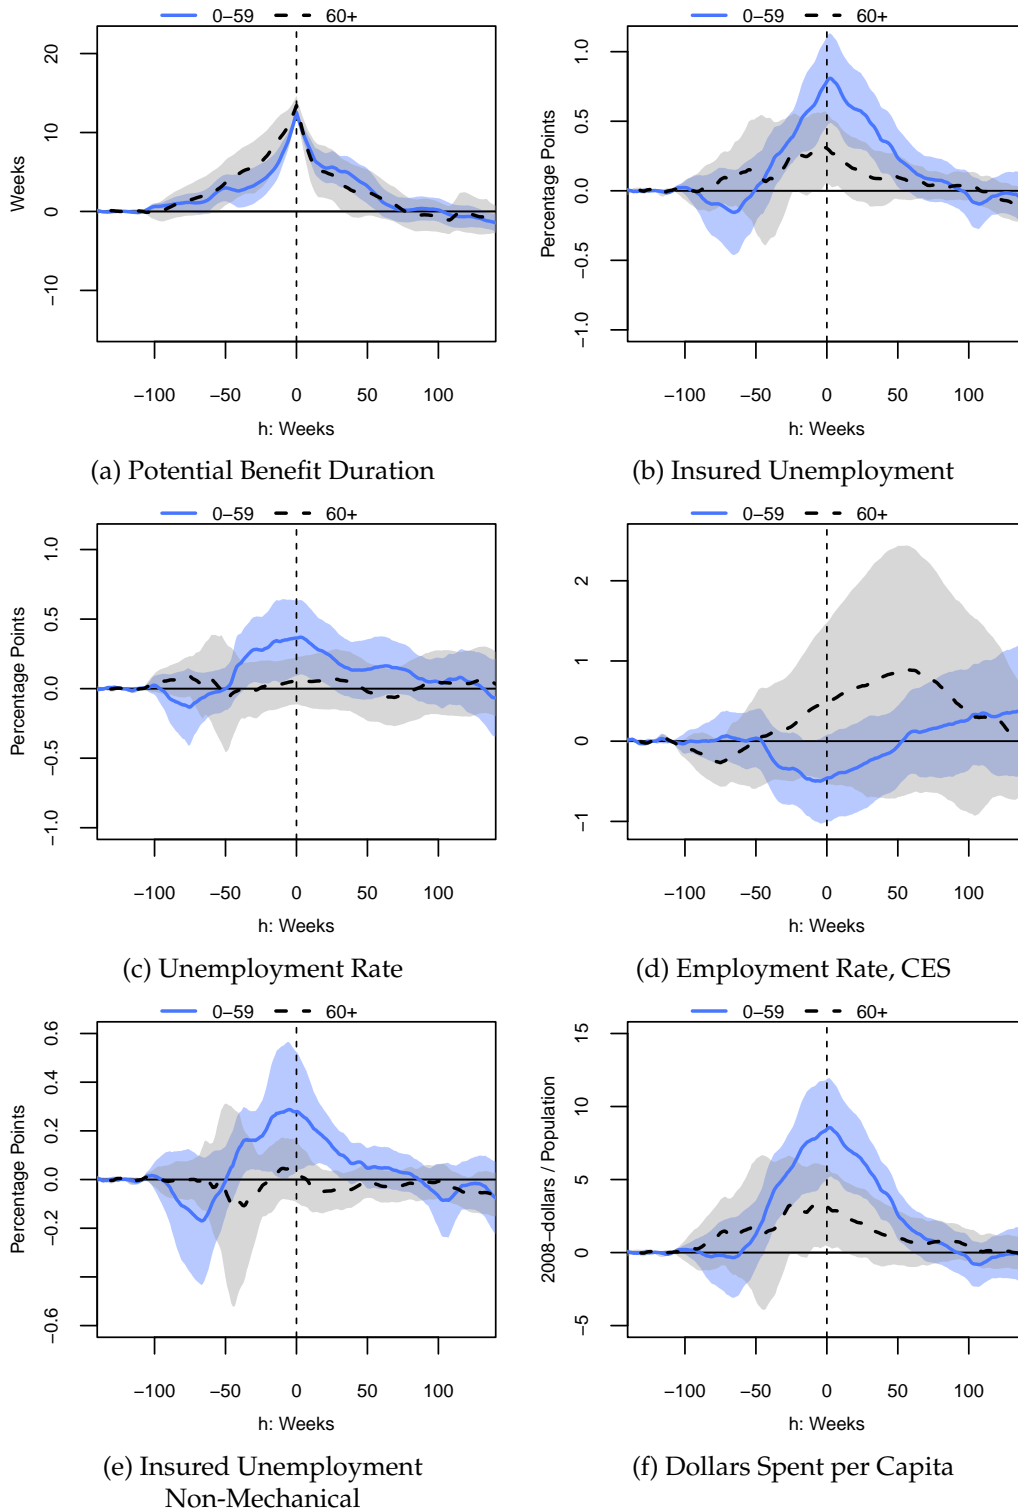 0−59 60+
20
10
0
−10
Weeks
−100 −50 0 50 100
h: Weeks
(a) Potential Benefit Duration
0−59 60+
1.0
0.5
0.0
−0.5
−1.0
Percentage Points
−100 −50 0 50 100
h: Weeks
(b) Insured Unemployment
0−59 60+
1.0
0.5
0.0
−0.5
−1.0
Percentage Points
−100 −50 0 50 100
h: Weeks
(c) Unemployment Rate
0−59 60+
2
1
0
−1
−100 −50 0 50 100
h: Weeks
(d) Employment Rate, CES
0−59 60+
0.6
0.4
0.2
0.0
−0.2
−0.6
Percentage Points
−100 −50 0 50 100
h: Weeks
(e) Insured Unemployment
Non-Mechanical
0−59 60+
15
10
5
0
−5
2008−dollars / Population
−100 −50 0 50 100
h: Weeks
(f) Dollars Spent per Capita